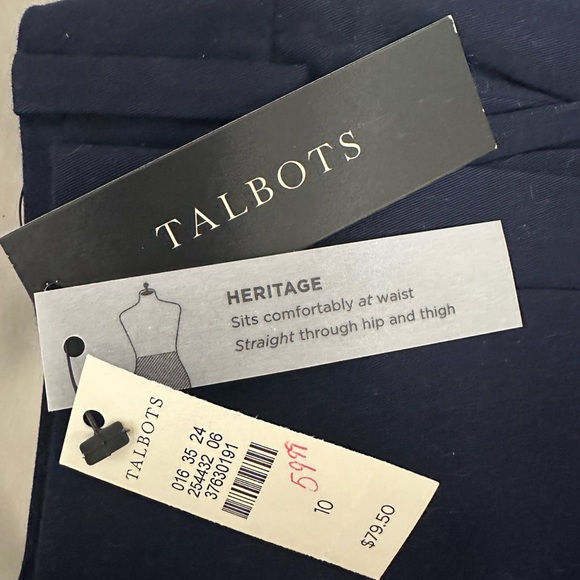 TALBOTS
HERITAGE
Sits comfortably at waist
Straight through hip and thigh
TALBOTS
016 35 24
254432 06
37630191
5999
10
$79.50